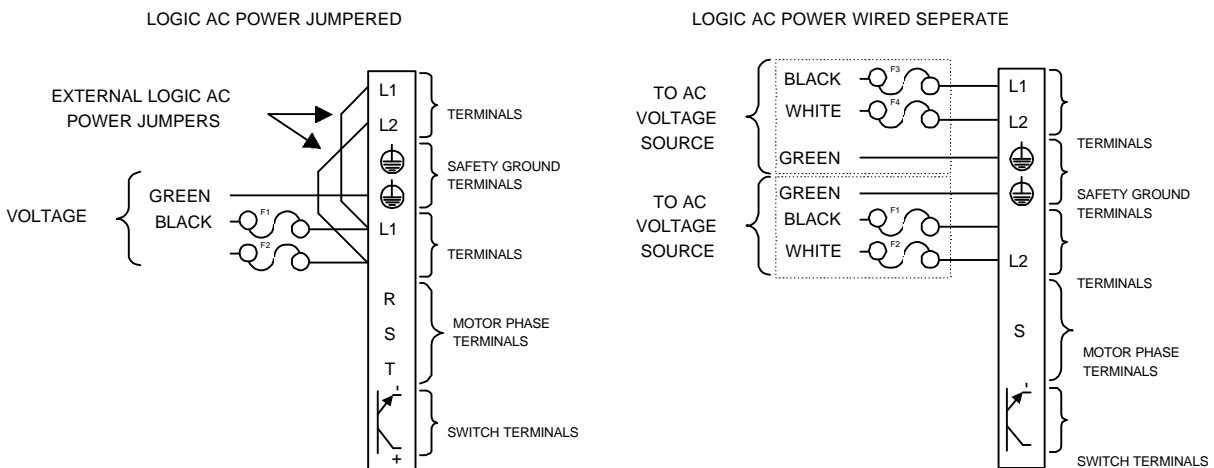 LOGIC AC POWER JUMPERED
EXTERNAL LOGIC AC
POWER JUMPERS
L1
L2
TERMINALS
SAFETY GROUND
TERMINALS
VOLTAGE
GREEN
BLACK
F1
F2
L1
TERMINALS
R
S
T
MOTOR PHASE
TERMINALS
-
+
SWITCH TERMINALS
LOGIC AC POWER WIRED SEPERATE
TO AC
VOLTAGE
SOURCE
BLACK
F3
WHITE
F4
GREEN
L1
L2
TERMINALS
SAFETY GROUND
TERMINALS
TO AC
VOLTAGE
SOURCE
GREEN
BLACK
F1
WHITE
F2
L2
TERMINALS
S
MOTOR PHASE
TERMINALS
-
SWITCH TERMINALS